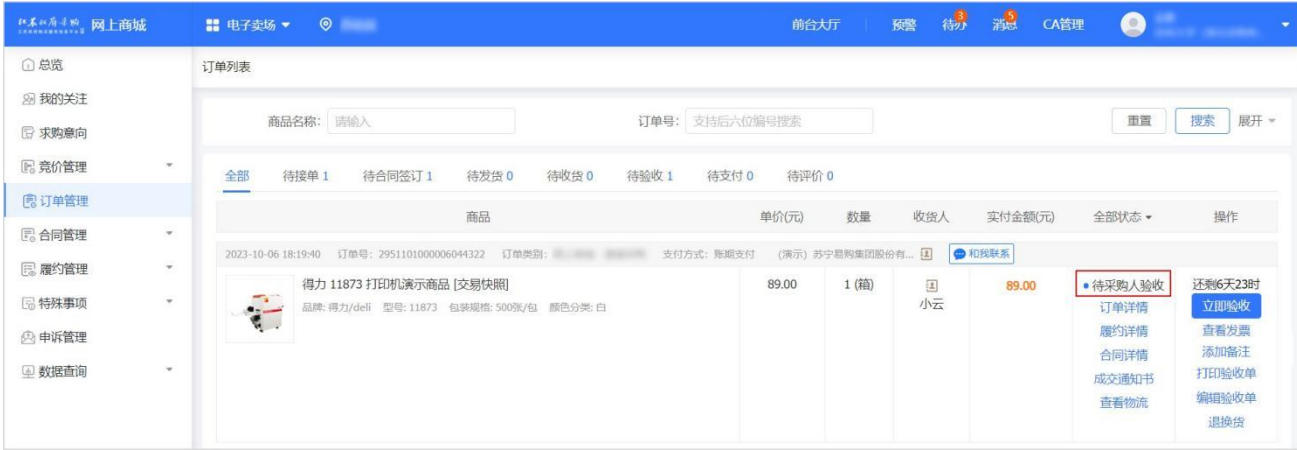 网上商城 电子卖场 前台大厅 预警 待办 3 消息 5 CA管理
总览
我的关注
求购意向
竞价管理
订单管理
合同管理
履约管理
特殊事项
申诉管理
数据查询
订单列表
商品名称: 请输入 订单号: 支持后六位编号搜索 重置 搜索 展开
全部 待接单 1 待合同签订 1 待发货 0 待收货 0 待验收 1 待支付 0 待评价 0
商品 单价(元) 数量 收货人 实付金额(元) 全部状态 操作
2023-10-06 18:19:40 订单号: 2951101000006044322 订单类别: 支付方式: 账期支付 (演示) 苏宁易购集团股份有... 和我联系
得力 11873 打印机演示商品 [交易快照] 89.00 1 (箱) 89.00 待采购人验收 还剩6天23时
品牌: 得力/deli 型号: 11873 包装规格: 500张/包 颜色分类: 白 小云 订单详情 立即验收
履约详情 查看发票
合同详情 添加备注
成交通知书 打印验收单
查看物流 编辑验收单
退换货